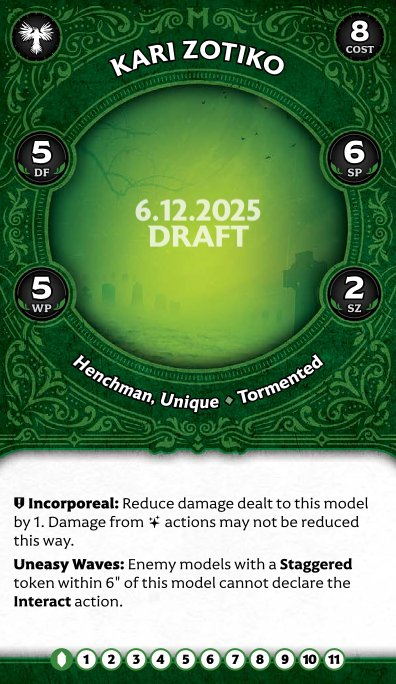 KARI ZOTIKO
8
COST
5
DF
6
SP
6.12.2025
DRAFT
5
WP
2
SZ
Henchman, Unique ◆ Tormented
Incorporeal: Reduce damage dealt to this model
by 1. Damage from actions may not be reduced
this way.
Uneasy Waves: Enemy models with a Staggered
token within 6" of this model cannot declare the
Interact action.
1 2 3 4 5 6 7 8 9 10 11